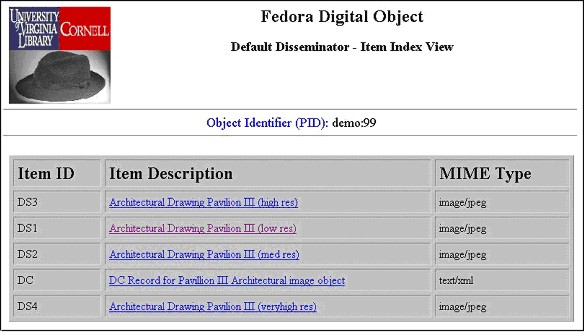 UNIVERSITY
OF VIRGINIA
LIBRARY
CORNELL
Fedora Digital Object
Default Disseminator - Item Index View
Object Identifier (PID): demo:99
Item ID Item Description MIME Type
DS3 Architectural Drawing Pavilion III (high res) image/jpeg
DS1 Architectural Drawing Pavilion III (low res) image/jpeg
DS2 Architectural Drawing Pavilion III (med res) image/jpeg
DC DC Record for Pavillion III Architectural image object text/xml
DS4 Architectural Drawing Pavilion III (veryhigh res) image/jpeg